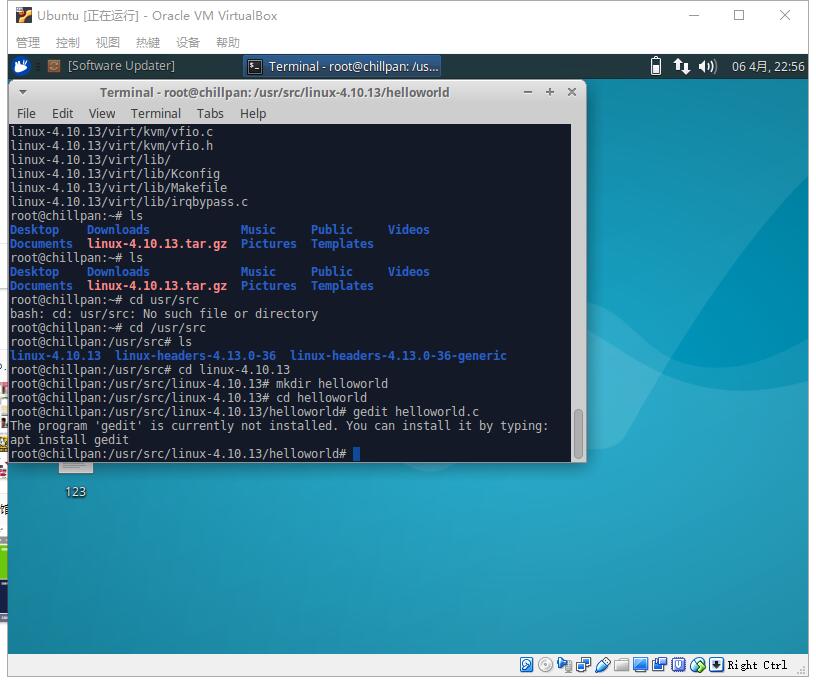 Ubuntu [正在运行] - Oracle VM VirtualBox
管理 控制 视图 热键 设备 帮助
[Software Updater] Terminal - root@chillpan: /us... 06 4月, 22:56
Terminal - root@chillpan: /usr/src/linux-4.10.13/helloworld
File Edit View Terminal Tabs Help
linux-4.10.13/virt/kvm/vfio.c
linux-4.10.13/virt/kvm/vfio.h
linux-4.10.13/virt/lib/
linux-4.10.13/virt/lib/Kconfig
linux-4.10.13/virt/lib/Makefile
linux-4.10.13/virt/lib/irqbypass.c
root@chillpan:~# ls
Desktop Downloads Music Public Videos
Documents linux-4.10.13.tar.gz Pictures Templates
root@chillpan:~# ls
Desktop Downloads Music Public Videos
Documents linux-4.10.13.tar.gz Pictures Templates
root@chillpan:~# cd usr/src
bash: cd: usr/src: No such file or directory
root@chillpan:~# cd /usr/src
root@chillpan:/usr/src# ls
linux-4.10.13 linux-headers-4.13.0-36 linux-headers-4.13.0-36-generic
root@chillpan:/usr/src# cd linux-4.10.13
root@chillpan:/usr/src/linux-4.10.13# mkdir helloworld
root@chillpan:/usr/src/linux-4.10.13# cd helloworld
root@chillpan:/usr/src/linux-4.10.13/helloworld# gedit helloworld.c
The program 'gedit' is currently not installed. You can install it by typing:
apt install gedit
root@chillpan:/usr/src/linux-4.10.13/helloworld#
123
Right Ctrl